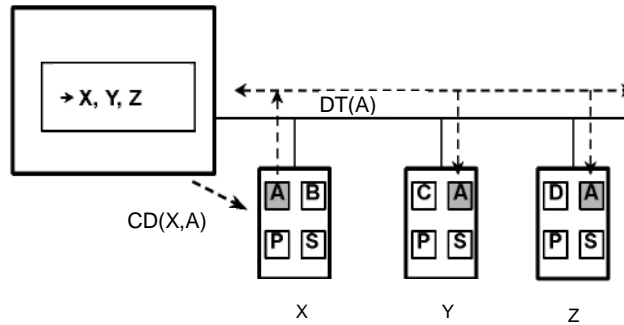 → X, Y, Z
DT(A)
CD(X,A)
A B
P S
C A
P S
D A
P S
X
Y
Z